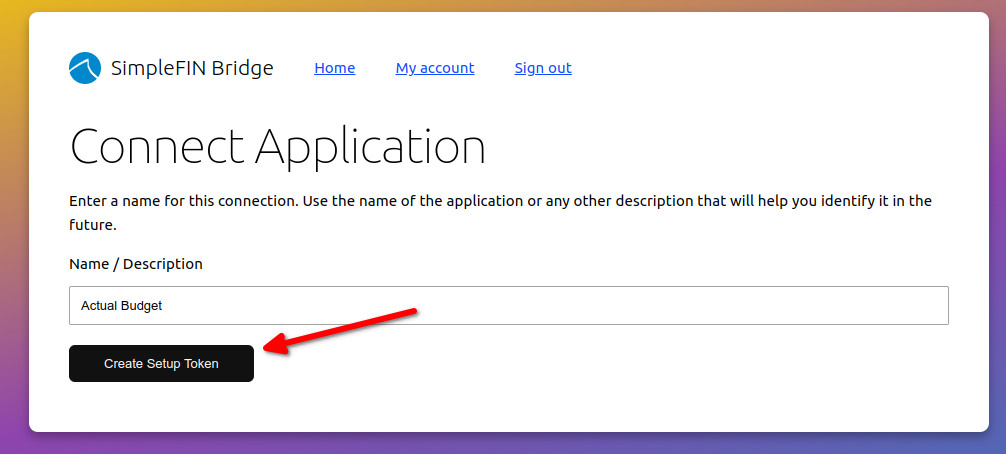 SimpleFIN Bridge Home My account Sign out
Connect Application
Enter a name for this connection. Use the name of the application or any other description that will help you identify it in the
future.
Name / Description
Actual Budget
Create Setup Token